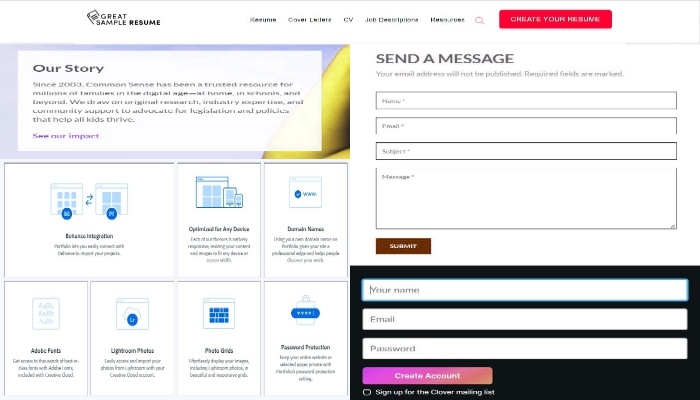 GREAT
SAMPLE RESUME
Resume Cover Letters CV Job Descriptions Resources
CREATE YOUR RESUME
Our Story
Since 2003, Common Sense has been a trusted resource for
millions of families in the digital age—at home, in schools, and
beyond. We draw on original research, industry expertise, and
community support to advocate for legislation and policies
that help all kids thrive.
See our impact
SEND A MESSAGE
Your email address will not be published. Required fields are marked.
Name *
Email *
Subject *
Message *
SUBMIT
Bē
Pf
Behance Integration
Portfolio lets you easily connect with
Behance to import your projects.
Optimized for Any Device
Each of our themes is natively
responsive, resizing your content
and images to fit any device or
screen width.
WWW.
Domain Names
Using your own domain name on
Portfolio gives your site a
professional edge and helps people
discover your work.
AaBb
AaBb
AaBb
Adobe Fonts
Get access to thousands of best-in-
class fonts with Adobe Fonts,
included with Creative Cloud.
Lr
Lightroom Photos
Easily access and import your
photos from Lightroom with your
Creative Cloud account.
Photo Grids
Effortlessly display your images,
including Lightroom photos, in
beautiful and responsive grids.
****|
Password Protection
Keep your entire website or
selected pages private with
Portfolio's password protection
setting.
Your name
Email
Password
Create Account
Sign up for the Clover mailing list